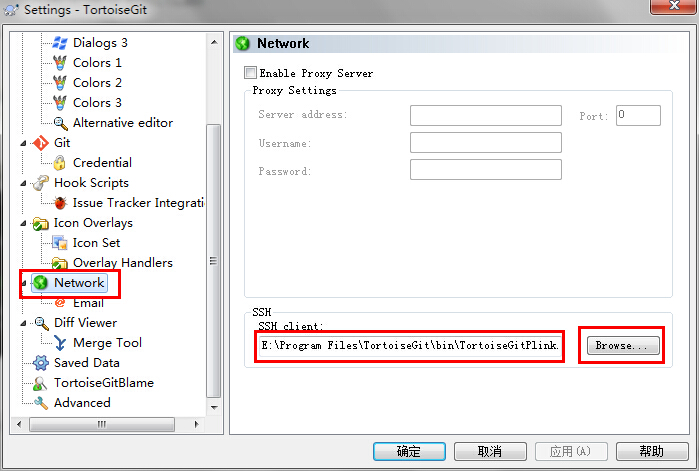 Settings - TortoiseGit
Dialogs 3
Colors 1
Colors 2
Colors 3
Alternative editor
Git
Credential
Hook Scripts
Issue Tracker Integrati
Icon Overlays
Icon Set
Overlay Handlers
Network
Email
Diff Viewer
Merge Tool
Saved Data
TortoiseGitBlame
Advanced
Network
Enable Proxy Server
Proxy Settings
Server address:
Port:
0
Username:
Password:
SSH
SSH client:
E:\Program Files\TortoiseGit\bin\TortoiseGitPlink.
Browse...
确定
取消
应用(A)
帮助